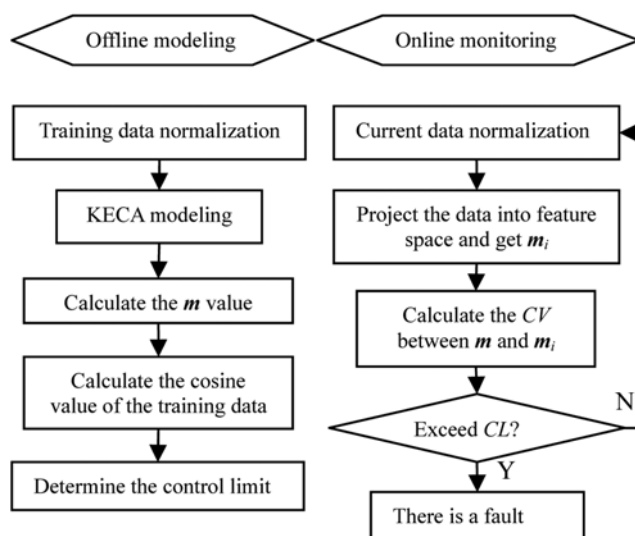 Offline modeling
Online monitoring
Training data normalization
KECA modeling
Calculate the m value
Calculate the cosine
value of the training data
Determine the control limit
Current data normalization
Project the data into feature
space and get mi
Calculate the CV
between m and mi
Exceed CL?
N
Y
There is a fault